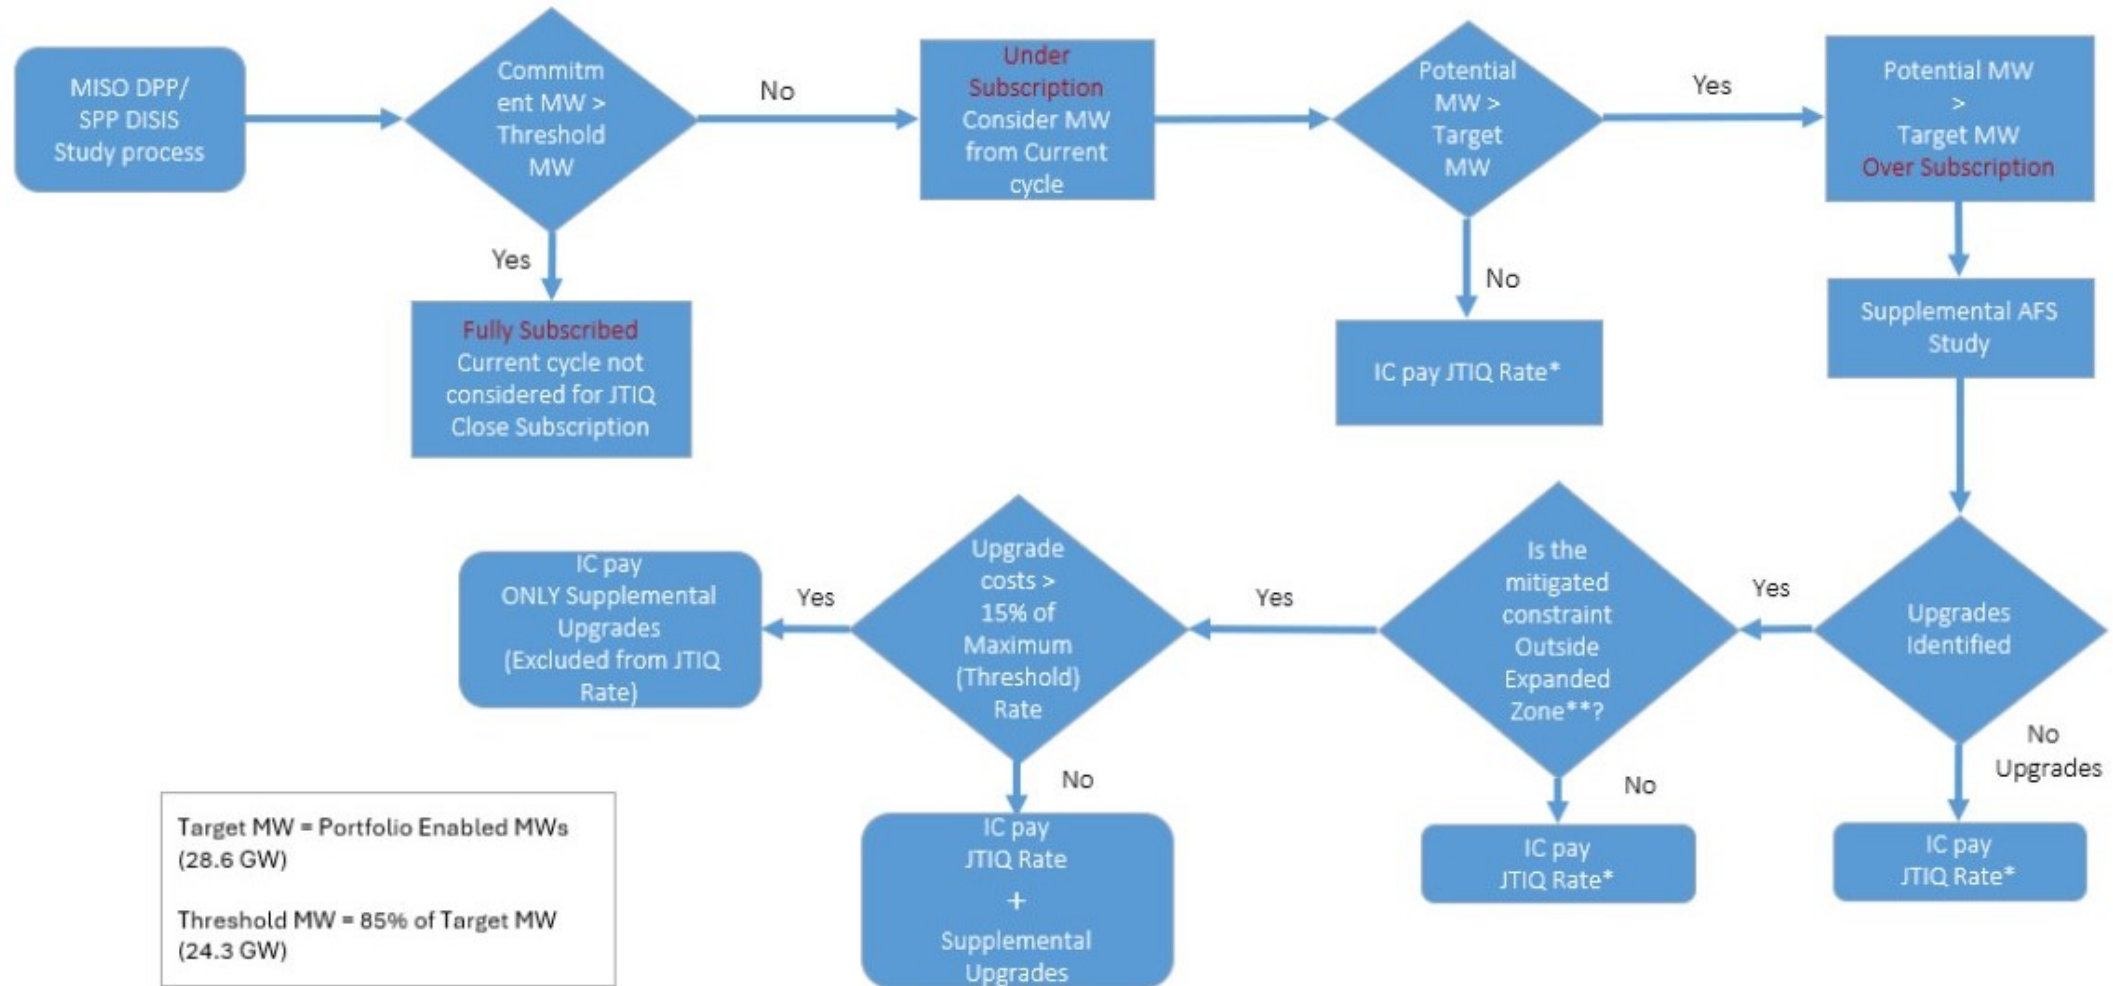 MISO DPP/
SPP DISIS
Study process
Commitm
ent MW >
Threshold
MW
No
Under
Subscription
Consider MW
from Current
cycle
Potential
MW >
Target
MW
Yes
Potential MW
>
Target MW
Over Subscription
Yes
Fully Subscribed
Current cycle not
considered for JTIQ
Close Subscription
No
IC pay JTIQ Rate*
Supplemental AFS
Study
Upgrades
Identified
Yes
Is the
mitigated
constraint
Outside
Expanded
Zone**?
Yes
Upgrade
costs >
15% of
Maximum
(Threshold)
Rate
Yes
IC pay
ONLY Supplemental
Upgrades
(Excluded from JTIQ
Rate)
No
Upgrades
IC pay
JTIQ Rate*
No
IC pay
JTIQ Rate*
No
IC pay
JTIQ Rate
+
Supplemental
Upgrades
Target MW = Portfolio Enabled MWs
(28.6 GW)
Threshold MW = 85% of Target MW
(24.3 GW)